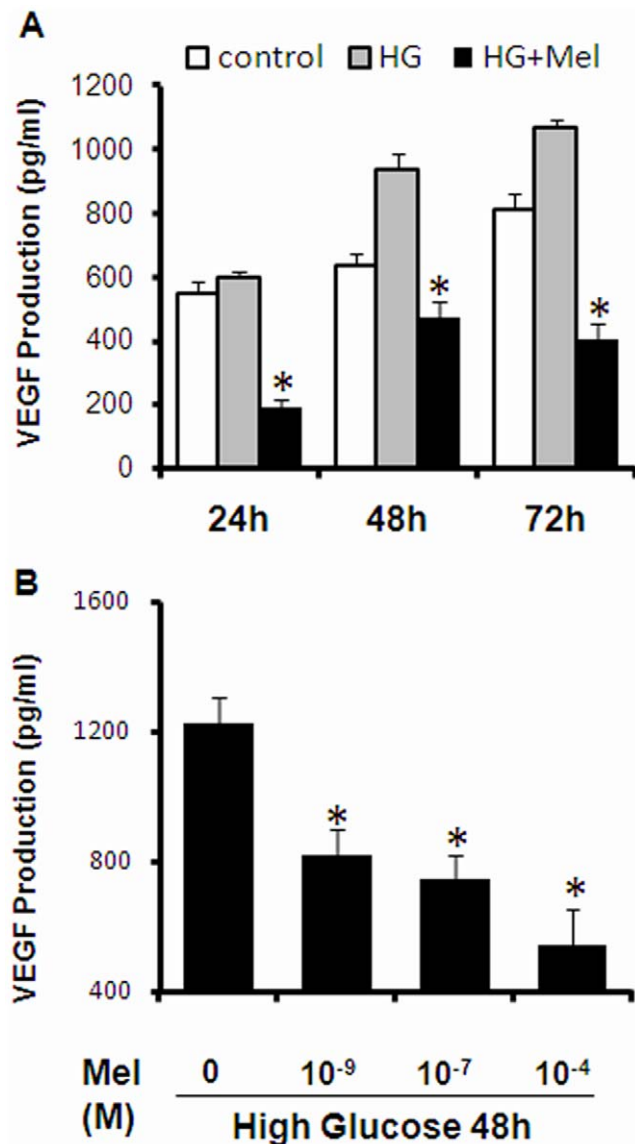 A
control HG HG+Mel
VEGF Production (pg/ml)
1200
1000
800
600
400
200
0
* * *
24h 48h 72h
B
VEGF Production (pg/ml)
1600
1200
800
400
* * *
Mel (M) 0 10⁻⁹ 10⁻⁷ 10⁻⁴
High Glucose 48h